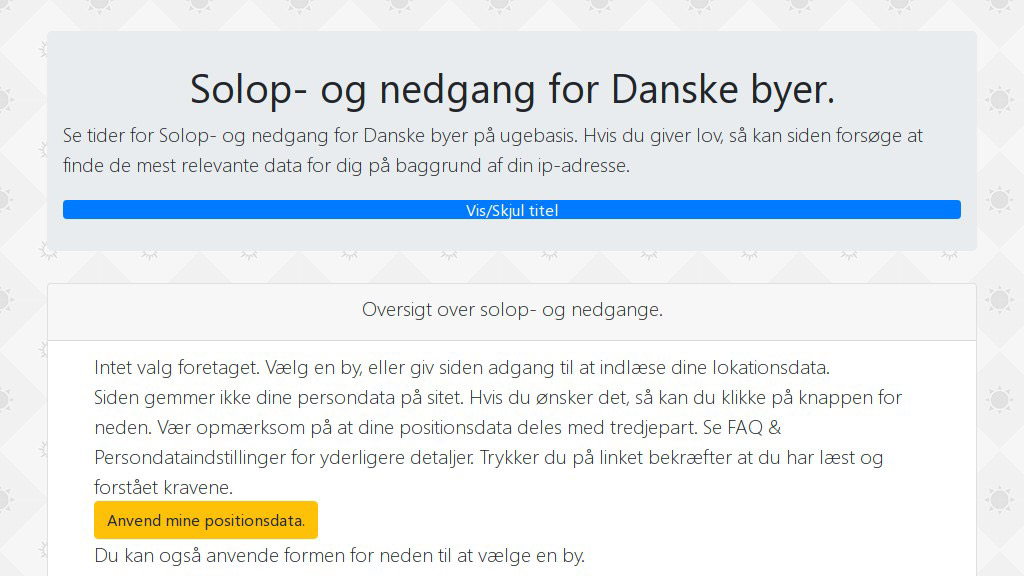 Solop- og nedgang for Danske byer.
Se tider for Solop- og nedgang for Danske byer på ugebasis. Hvis du giver lov, så kan siden forsøge at
finde de mest relevante data for dig på baggrund af din ip-adresse.
Vis/Skjul titel
Oversigt over solop- og nedgange.
Intet valg foretaget. Vælg en by, eller giv siden adgang til at indlæse dine lokationsdata.
Siden gemmer ikke dine persondata på sitet. Hvis du ønsker det, så kan du klikke på knappen for
neden. Vær opmærksom på at dine positionsdata deles med tredjepart. Se FAQ &
Persondataindstillinger for yderligere detaljer. Trykker du på linket bekræfter at du har læst og
forstået kravene.
Anvend mine positionsdata.
Du kan også anvende formen for neden til at vælge en by.